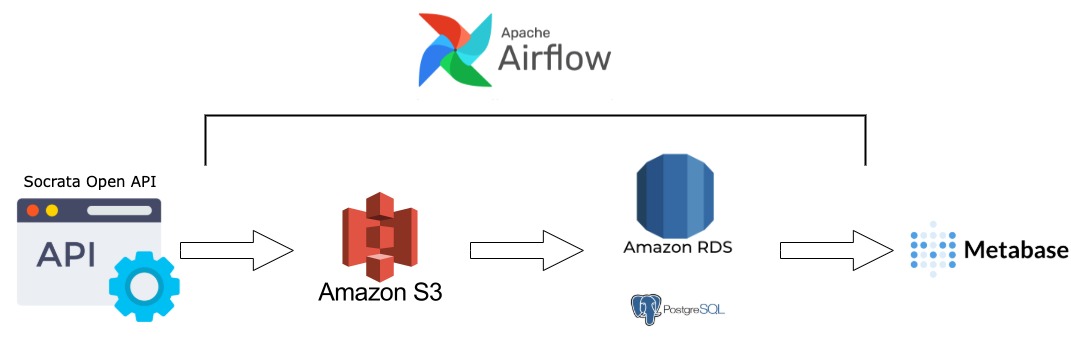 Apache
Airflow
Socrata Open API
API
Amazon S3
Amazon RDS
PostgreSQL
Metabase